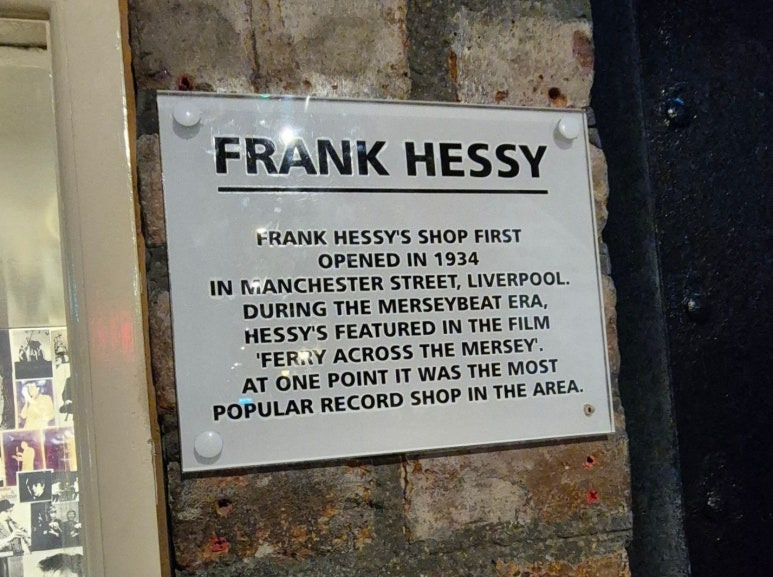 FRANK HESSY
FRANK HESSY'S SHOP FIRST
OPENED IN 1934
IN MANCHESTER STREET, LIVERPOOL.
DURING THE MERSEYBEAT ERA,
HESSY'S FEATURED IN THE FILM
'FERRY ACROSS THE MERSEY'.
AT ONE POINT IT WAS THE MOST
POPULAR RECORD SHOP IN THE AREA.